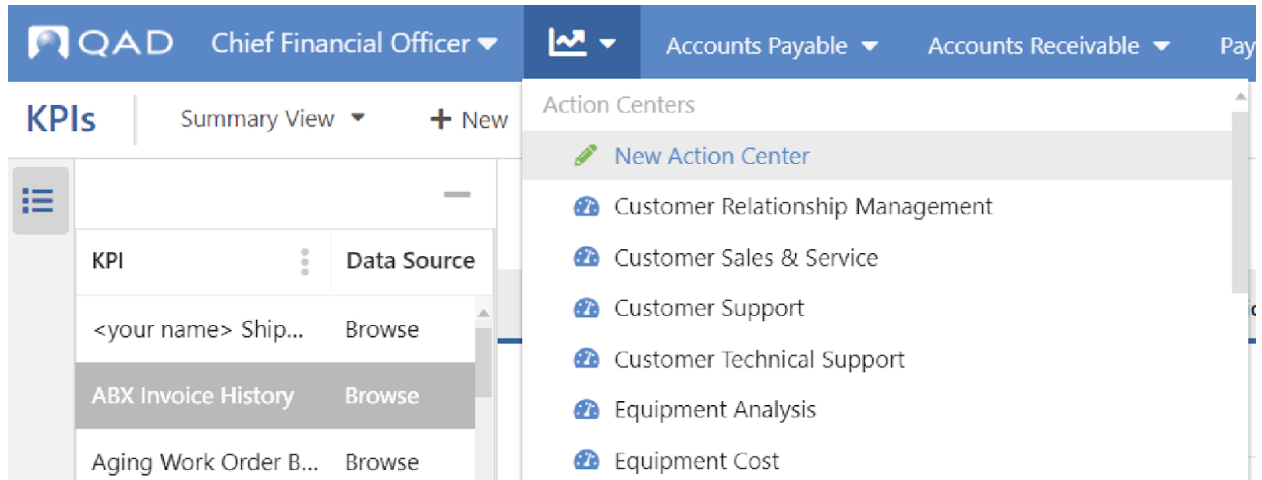 QAD Chief Financial Officer Accounts Payable Accounts Receivable Pay
KPIs Summary View + New
Action Centers
New Action Center
Customer Relationship Management
Customer Sales & Service
Customer Support
Customer Technical Support
Equipment Analysis
Equipment Cost
KPI Data Source
<your name> Ship... Browse
ABX Invoice History Browse
Aging Work Order B... Browse